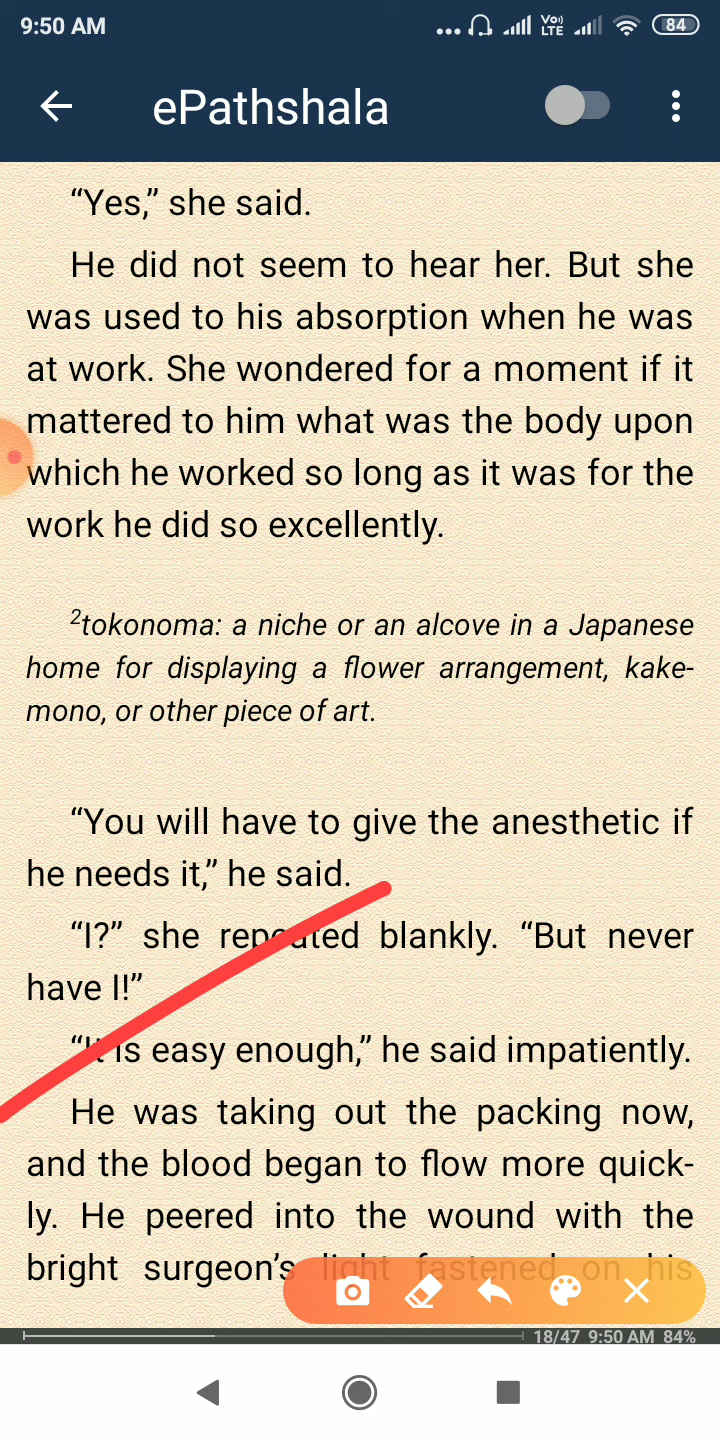 9:50 AM
Vo)) LTE
84
ePathshala
“Yes,” she said.
He did not seem to hear her. But she
was used to his absorption when he was
at work. She wondered for a moment if it
mattered to him what was the body upon
which he worked so long as it was for the
work he did so excellently.
2tokonoma: a niche or an alcove in a Japanese
home for displaying a flower arrangement, kake-
mono, or other piece of art.
“You will have to give the anesthetic if
he needs it,” he said.
“I?” she repeated blankly. “But never
have I!”
“It is easy enough,” he said impatiently.
He was taking out the packing now,
and the blood began to flow more quick-
ly. He peered into the wound with the
bright surgeon’s light fastened on his
18/47 9:50 AM 84%